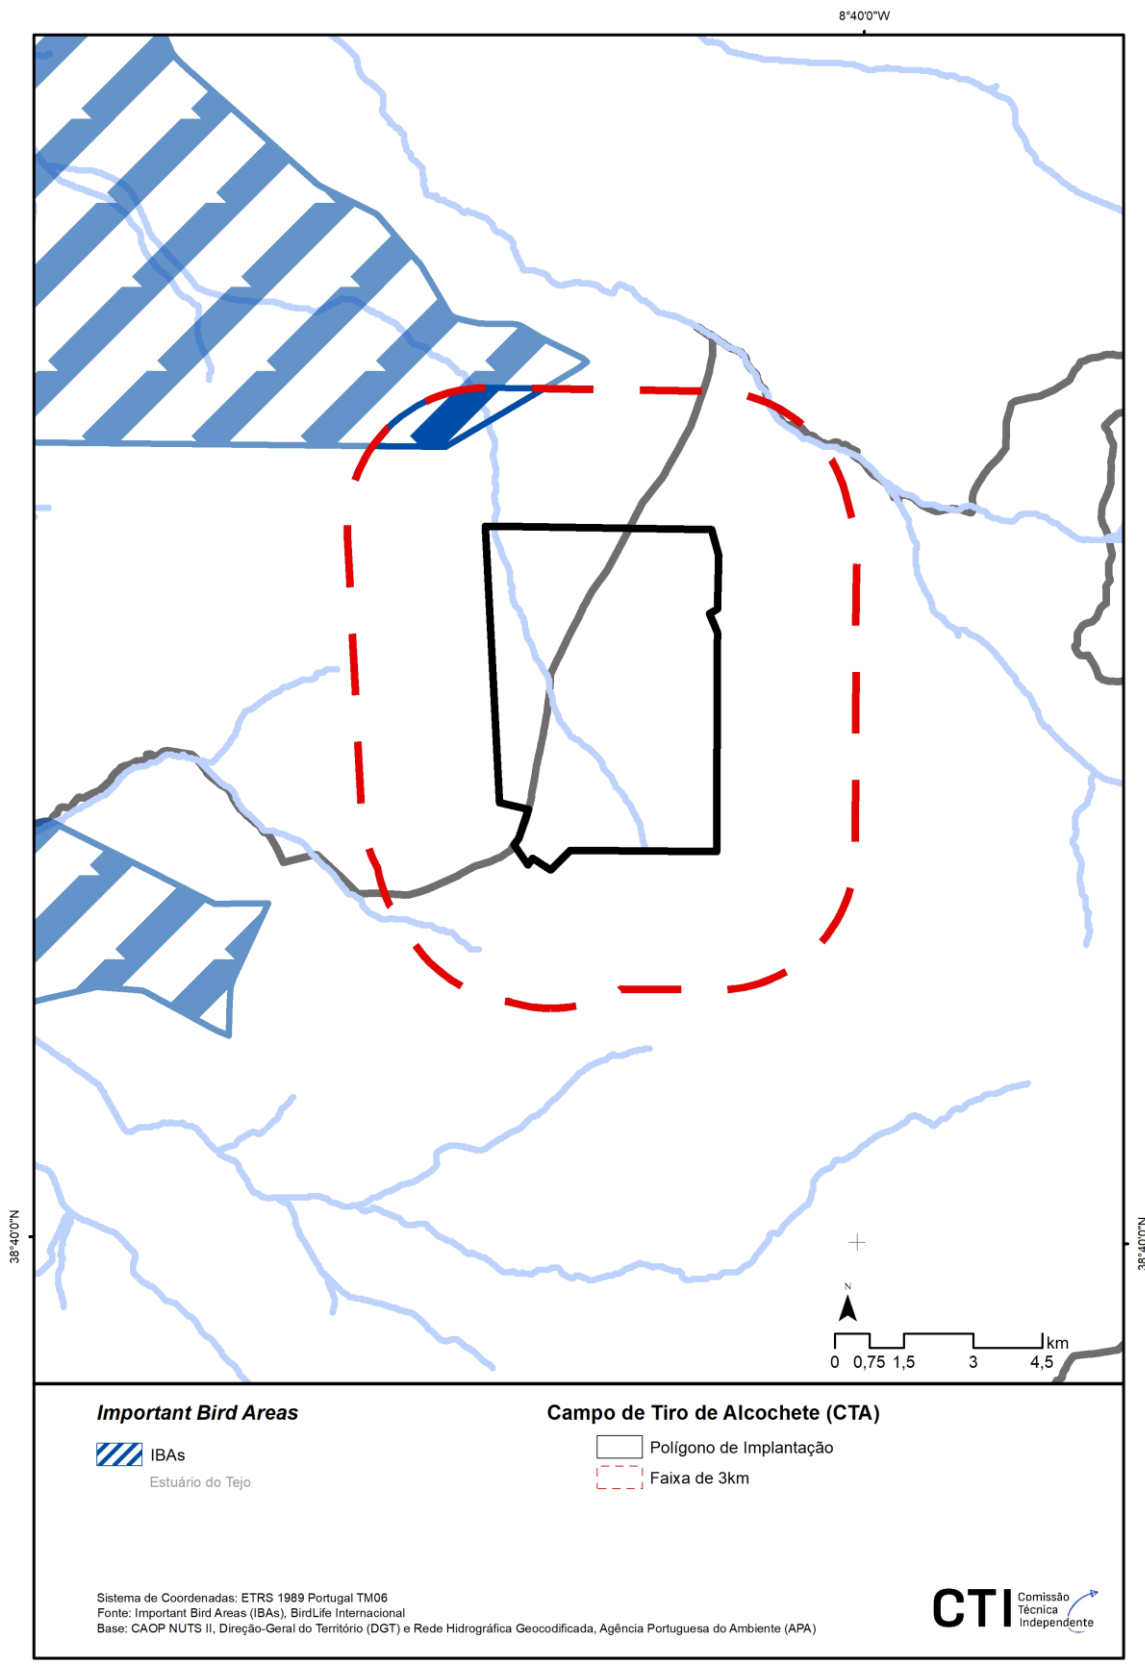 8°40'0"W
38°40'0"N
38°40'0"N
N
km
0 0,75 1,5 3 4,5
Important Bird Areas
IBAs
Estuário do Tejo
Campo de Tiro de Alcochete (CTA)
Polígono de Implantação
Faixa de 3km
Sistema de Coordenadas: ETRS 1989 Portugal TM06
Fonte: Important Bird Areas (IBAs), BirdLife Internacional
Base: CAOP NUTS II, Direção-Geral do Território (DGT) e Rede Hidrográfica Geocodificada, Agência Portuguesa do Ambiente (APA)
CTI
Comissão
Técnica
Independente